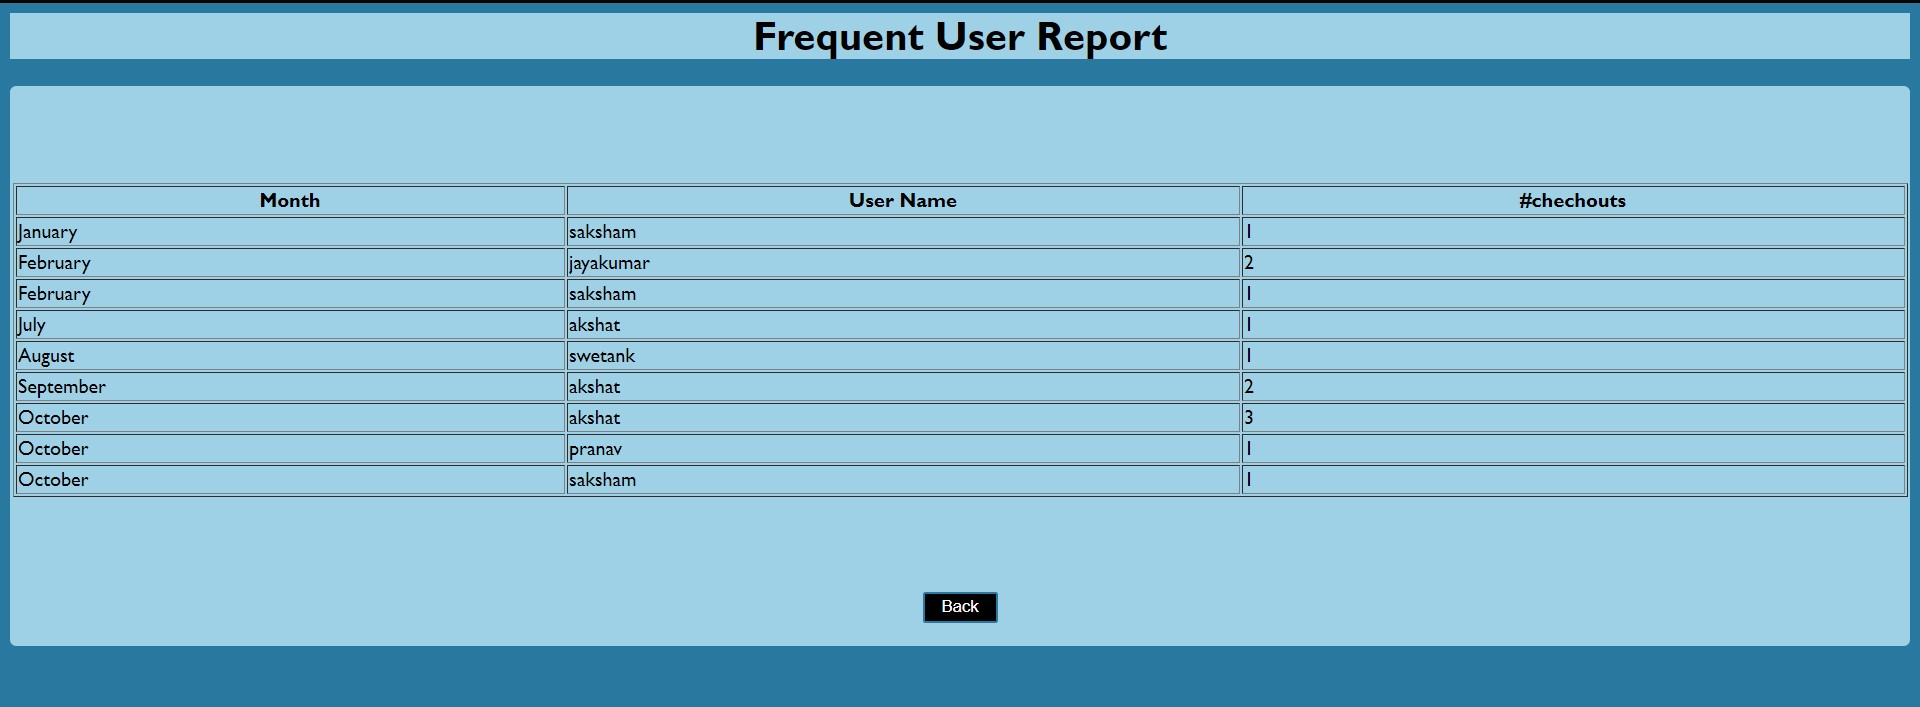 Frequent User Report
Month User Name #chechouts
January saksham 1
February jayakumar 2
February saksham 1
July akshat 1
August swetank 1
September akshat 2
October akshat 3
October pranav 1
October saksham 1
Back